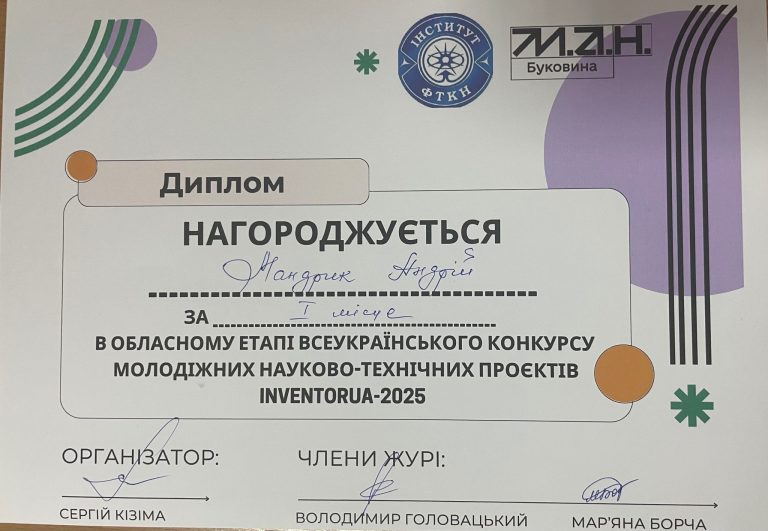 ІНСТИТУТ
ФТКН
М.А.Н.
Буковина
Диплом
НАГОРОДЖУЄТЬСЯ
Мандрик Андрій
ЗА І місце
В ОБЛАСНОМУ ЕТАПІ ВСЕУКРАЇНСЬКОГО КОНКУРСУ
МОЛОДІЖНИХ НАУКОВО-ТЕХНІЧНИХ ПРОЄКТІВ
INVENTORUA-2025
ОРГАНІЗАТОР: ЧЛЕНИ ЖУРІ:
СЕРГІЙ КІЗІМА ВОЛОДИМИР ГОЛОВАЦЬКИЙ МАР'ЯНА БОРЧА